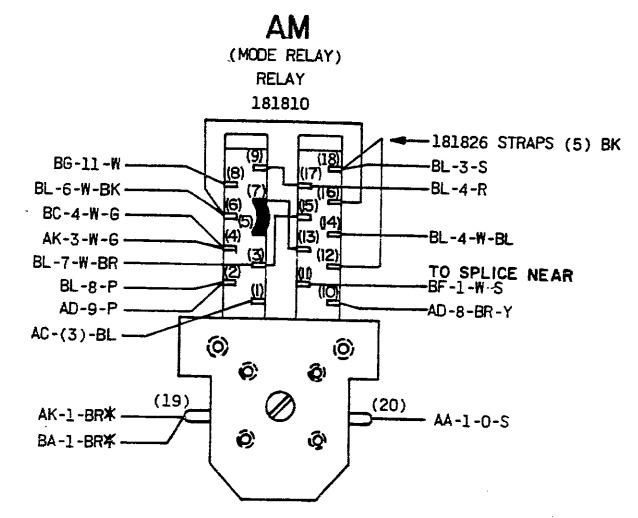 AM
(MODE RELAY)
RELAY
181810
181826 STRAPS (5) BK
(9)
(18)
BG-11-W
BL-3-S
(8)
(17)
BL-6-W-BK
(7)
(16)
BL-4-R
(6)
(15)
BC-4-W-G
(5)
(14)
(4)
(13)
AK-3-W-G
BL-4-W-BL
(3)
(12)
BL-7-W-BR
TO SPLICE NEAR
(2)
(11)
BL-8-P
BF-1-W-S
(1)
(10)
AD-9-P
AD-8-BR-Y
AC-(3)-BL
(19)
(20)
AK-1-BR*
AA-1-O-S
BA-1-BR*